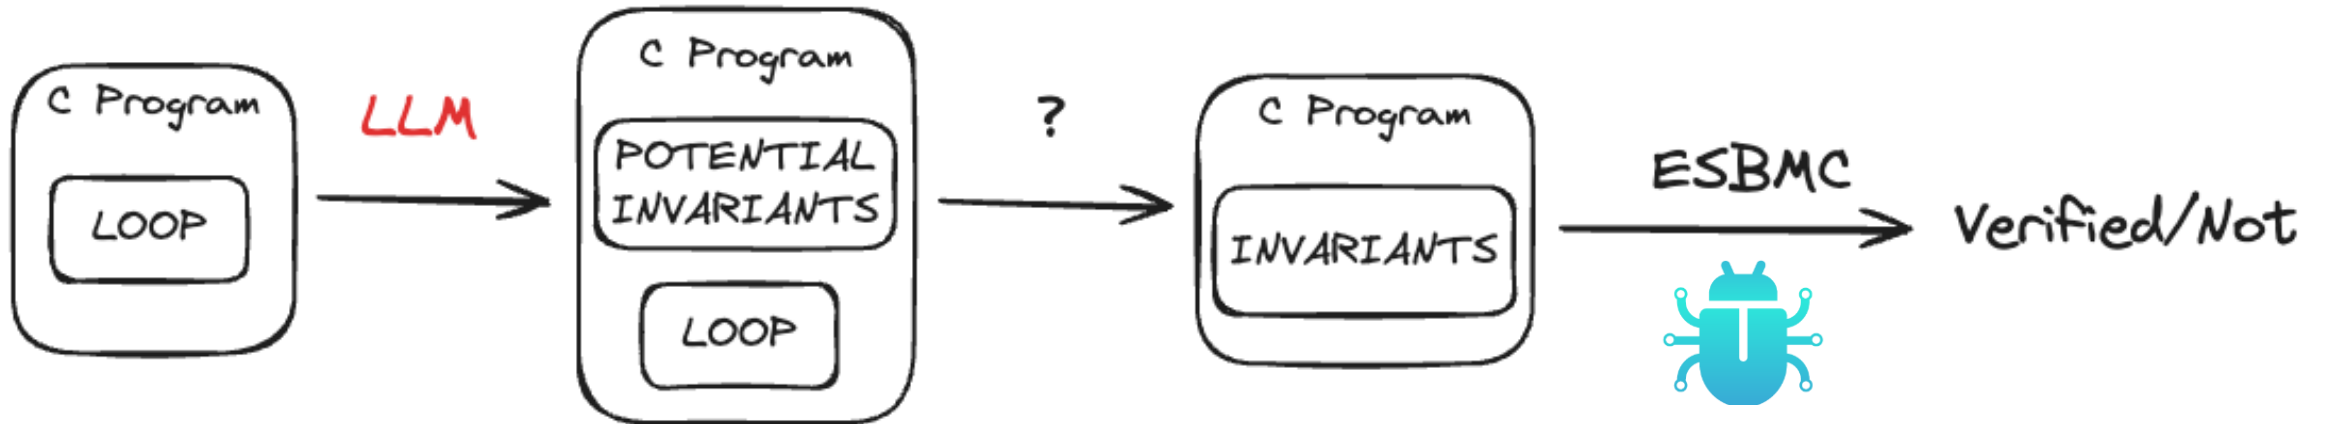 C Program
LOOP
LLM
C Program
POTENTIAL
INVARIANTS
LOOP
?
C Program
INVARIANTS
ESBMC
Verified/Not